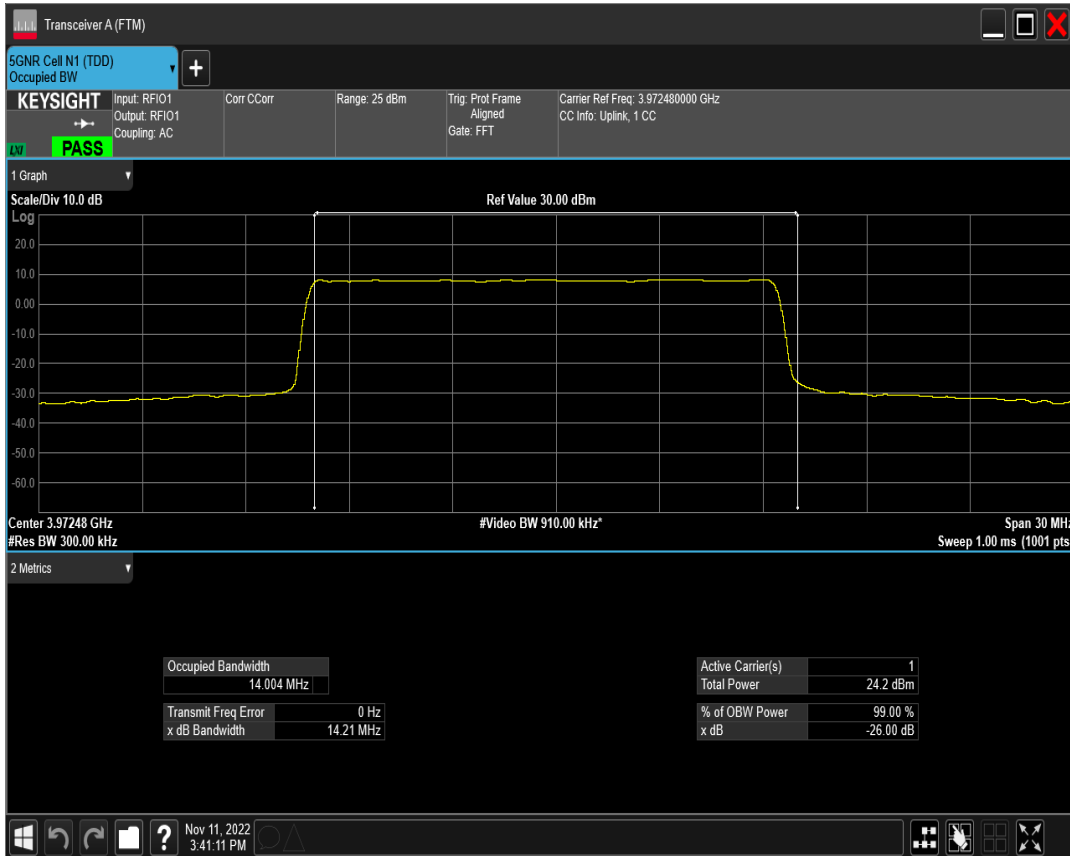 Transceiver A (FTM)
5GNR Cell N1 (TDD)
Occupied BW
+
KEYSIGHT
LXI
PASS
Input: RFIO1
Output: RFIO1
Coupling: AC
Corr CCorr
Range: 25 dBm
Trig: Prot Frame
Aligned
Gate: FFT
Carrier Ref Freq: 3.972480000 GHz
CC Info: Uplink, 1 CC
1 Graph
Scale/Div 10.0 dB
Ref Value 30.00 dBm
Log
20.0
10.0
0.00
-10.0
-20.0
-30.0
-40.0
-50.0
-60.0
Center 3.97248 GHz
#Video BW 910.00 kHz*
Span 30 MHz
#Res BW 300.00 kHz
Sweep 1.00 ms (1001 pts
2 Metrics
Occupied Bandwidth
14.004 MHz
Transmit Freq Error 0 Hz
x dB Bandwidth 14.21 MHz
Active Carrier(s) 1
Total Power 24.2 dBm
% of OBW Power 99.00 %
x dB -26.00 dB
?
Nov 11, 2022
3:41:11 PM